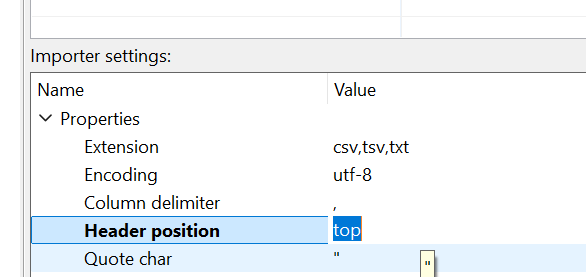 Importer settings:
Name Value
Properties
Extension csv,tsv,txt
Encoding utf-8
Column delimiter ,
Header position top
Quote char "
"